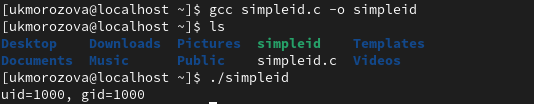 [ukmorozova@localhost ~]$ gcc simpleid.c -o simpleid
[ukmorozova@localhost ~]$ ls
Desktop Downloads Pictures simpleid Templates
Documents Music Public simpleid.c Videos
[ukmorozova@localhost ~]$ ./simpleid
uid=1000, gid=1000